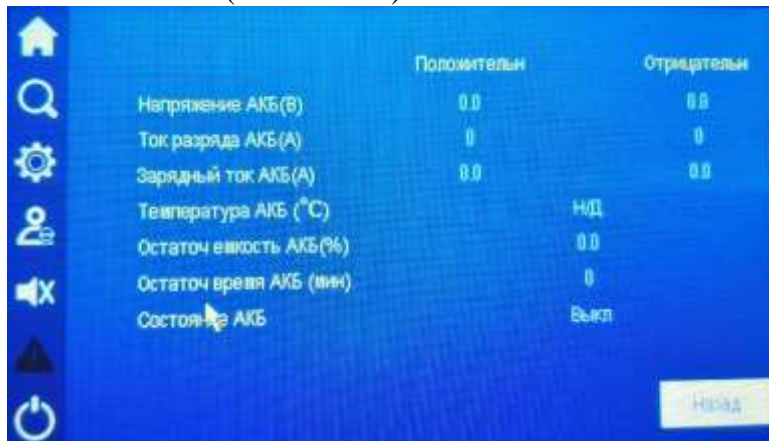 Положительн Отрицательн
Напряжение АКБ(В) 0.0 0.0
Ток разряда АКБ(А) 0 0
Зарядный ток АКБ(А) 0.0 0.0
Температура АКБ (°C) Н/Д
Остаточ емкость АКБ(%) 0.0
Остаточ время АКБ (мин) 0
Состояние АКБ Выкл
Назад